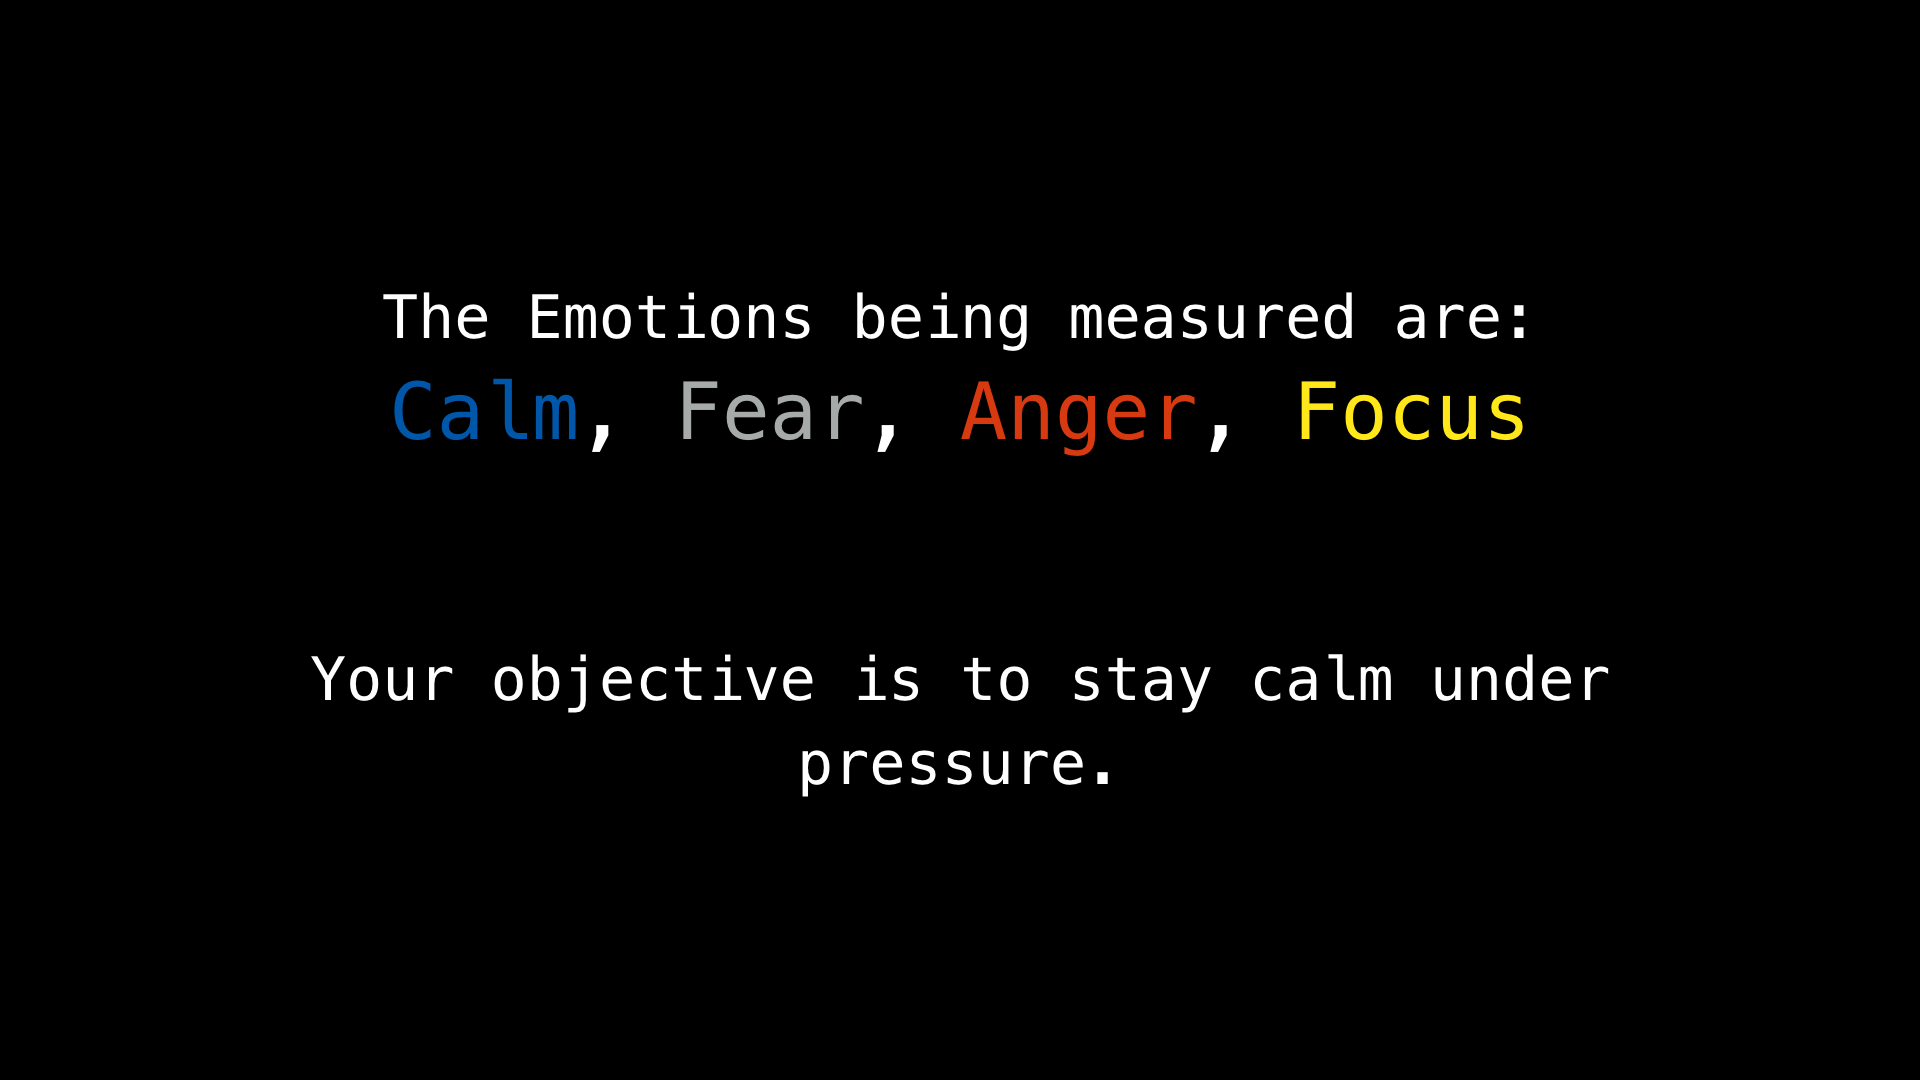 The Emotions being measured are:
Calm, Fear, Anger, Focus
Your objective is to stay calm under
pressure.